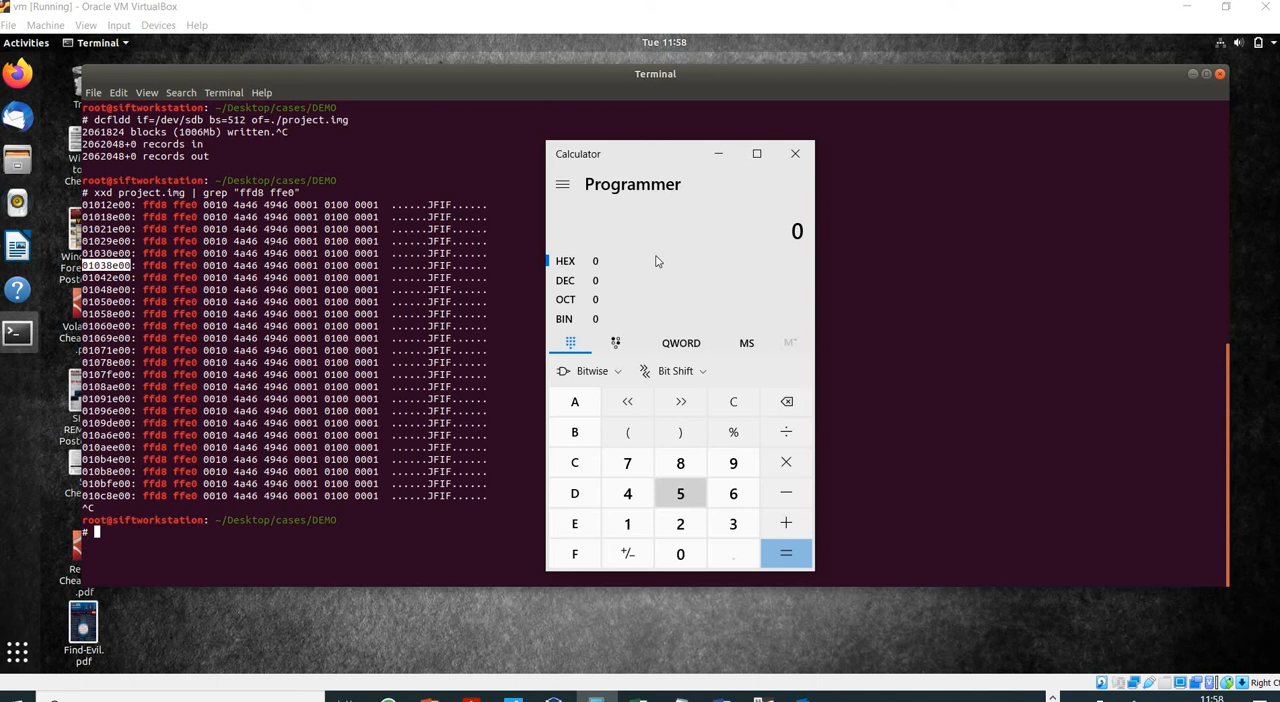 vm [Running] - Oracle VM VirtualBox
File Machine View Input Devices Help
Activities Terminal Tue 11:58
Terminal
File Edit View Search Terminal Help
root@siftworkstation: ~/Desktop/cases/DEMO
# dcfldd if=/dev/sdb bs=512 of=./project.img
2061824 blocks (1006Mb) written.^C
2062048+0 records in
2062048+0 records out
root@siftworkstation: ~/Desktop/cases/DEMO
# xxd project.img | grep "ffd8 ffe0"
01012e00: ffd8 ffe0 0010 4a46 4946 0001 0100 0001 ......JFIF......
01018e00: ffd8 ffe0 0010 4a46 4946 0001 0100 0001 ......JFIF......
01021e00: ffd8 ffe0 0010 4a46 4946 0001 0100 0001 ......JFIF......
01029e00: ffd8 ffe0 0010 4a46 4946 0001 0100 0001 ......JFIF......
01030e00: ffd8 ffe0 0010 4a46 4946 0001 0100 0001 ......JFIF......
01038e00: ffd8 ffe0 0010 4a46 4946 0001 0100 0001 ......JFIF......
01042e00: ffd8 ffe0 0010 4a46 4946 0001 0100 0001 ......JFIF......
01048e00: ffd8 ffe0 0010 4a46 4946 0001 0100 0001 ......JFIF......
01050e00: ffd8 ffe0 0010 4a46 4946 0001 0100 0001 ......JFIF......
01058e00: ffd8 ffe0 0010 4a46 4946 0001 0100 0001 ......JFIF......
01060e00: ffd8 ffe0 0010 4a46 4946 0001 0100 0001 ......JFIF......
01069e00: ffd8 ffe0 0010 4a46 4946 0001 0100 0001 ......JFIF......
01071e00: ffd8 ffe0 0010 4a46 4946 0001 0100 0001 ......JFIF......
01078e00: ffd8 ffe0 0010 4a46 4946 0001 0100 0001 ......JFIF......
0107fe00: ffd8 ffe0 0010 4a46 4946 0001 0100 0001 ......JFIF......
0108ae00: ffd8 ffe0 0010 4a46 4946 0001 0100 0001 ......JFIF......
01091e00: ffd8 ffe0 0010 4a46 4946 0001 0100 0001 ......JFIF......
01096e00: ffd8 ffe0 0010 4a46 4946 0001 0100 0001 ......JFIF......
0109de00: ffd8 ffe0 0010 4a46 4946 0001 0100 0001 ......JFIF......
010a6e00: ffd8 ffe0 0010 4a46 4946 0001 0100 0001 ......JFIF......
010aee00: ffd8 ffe0 0010 4a46 4946 0001 0100 0001 ......JFIF......
010b4e00: ffd8 ffe0 0010 4a46 4946 0001 0100 0001 ......JFIF......
010b8e00: ffd8 ffe0 0010 4a46 4946 0001 0100 0001 ......JFIF......
010bfe00: ffd8 ffe0 0010 4a46 4946 0001 0100 0001 ......JFIF......
010c8e00: ffd8 ffe0 0010 4a46 4946 0001 0100 0001 ......JFIF......
^C
root@siftworkstation: ~/Desktop/cases/DEMO
#
Calculator
Programmer
0
HEX 0
DEC 0
OCT 0
BIN 0
QWORD MS M˅
Bitwise Bit Shift
A << >> C
B ( ) % ÷
C 7 8 9 ×
D 4 5 6 −
E 1 2 3 +
F +/− 0 . =
Find-Evil.
pdf
Right C
11:58